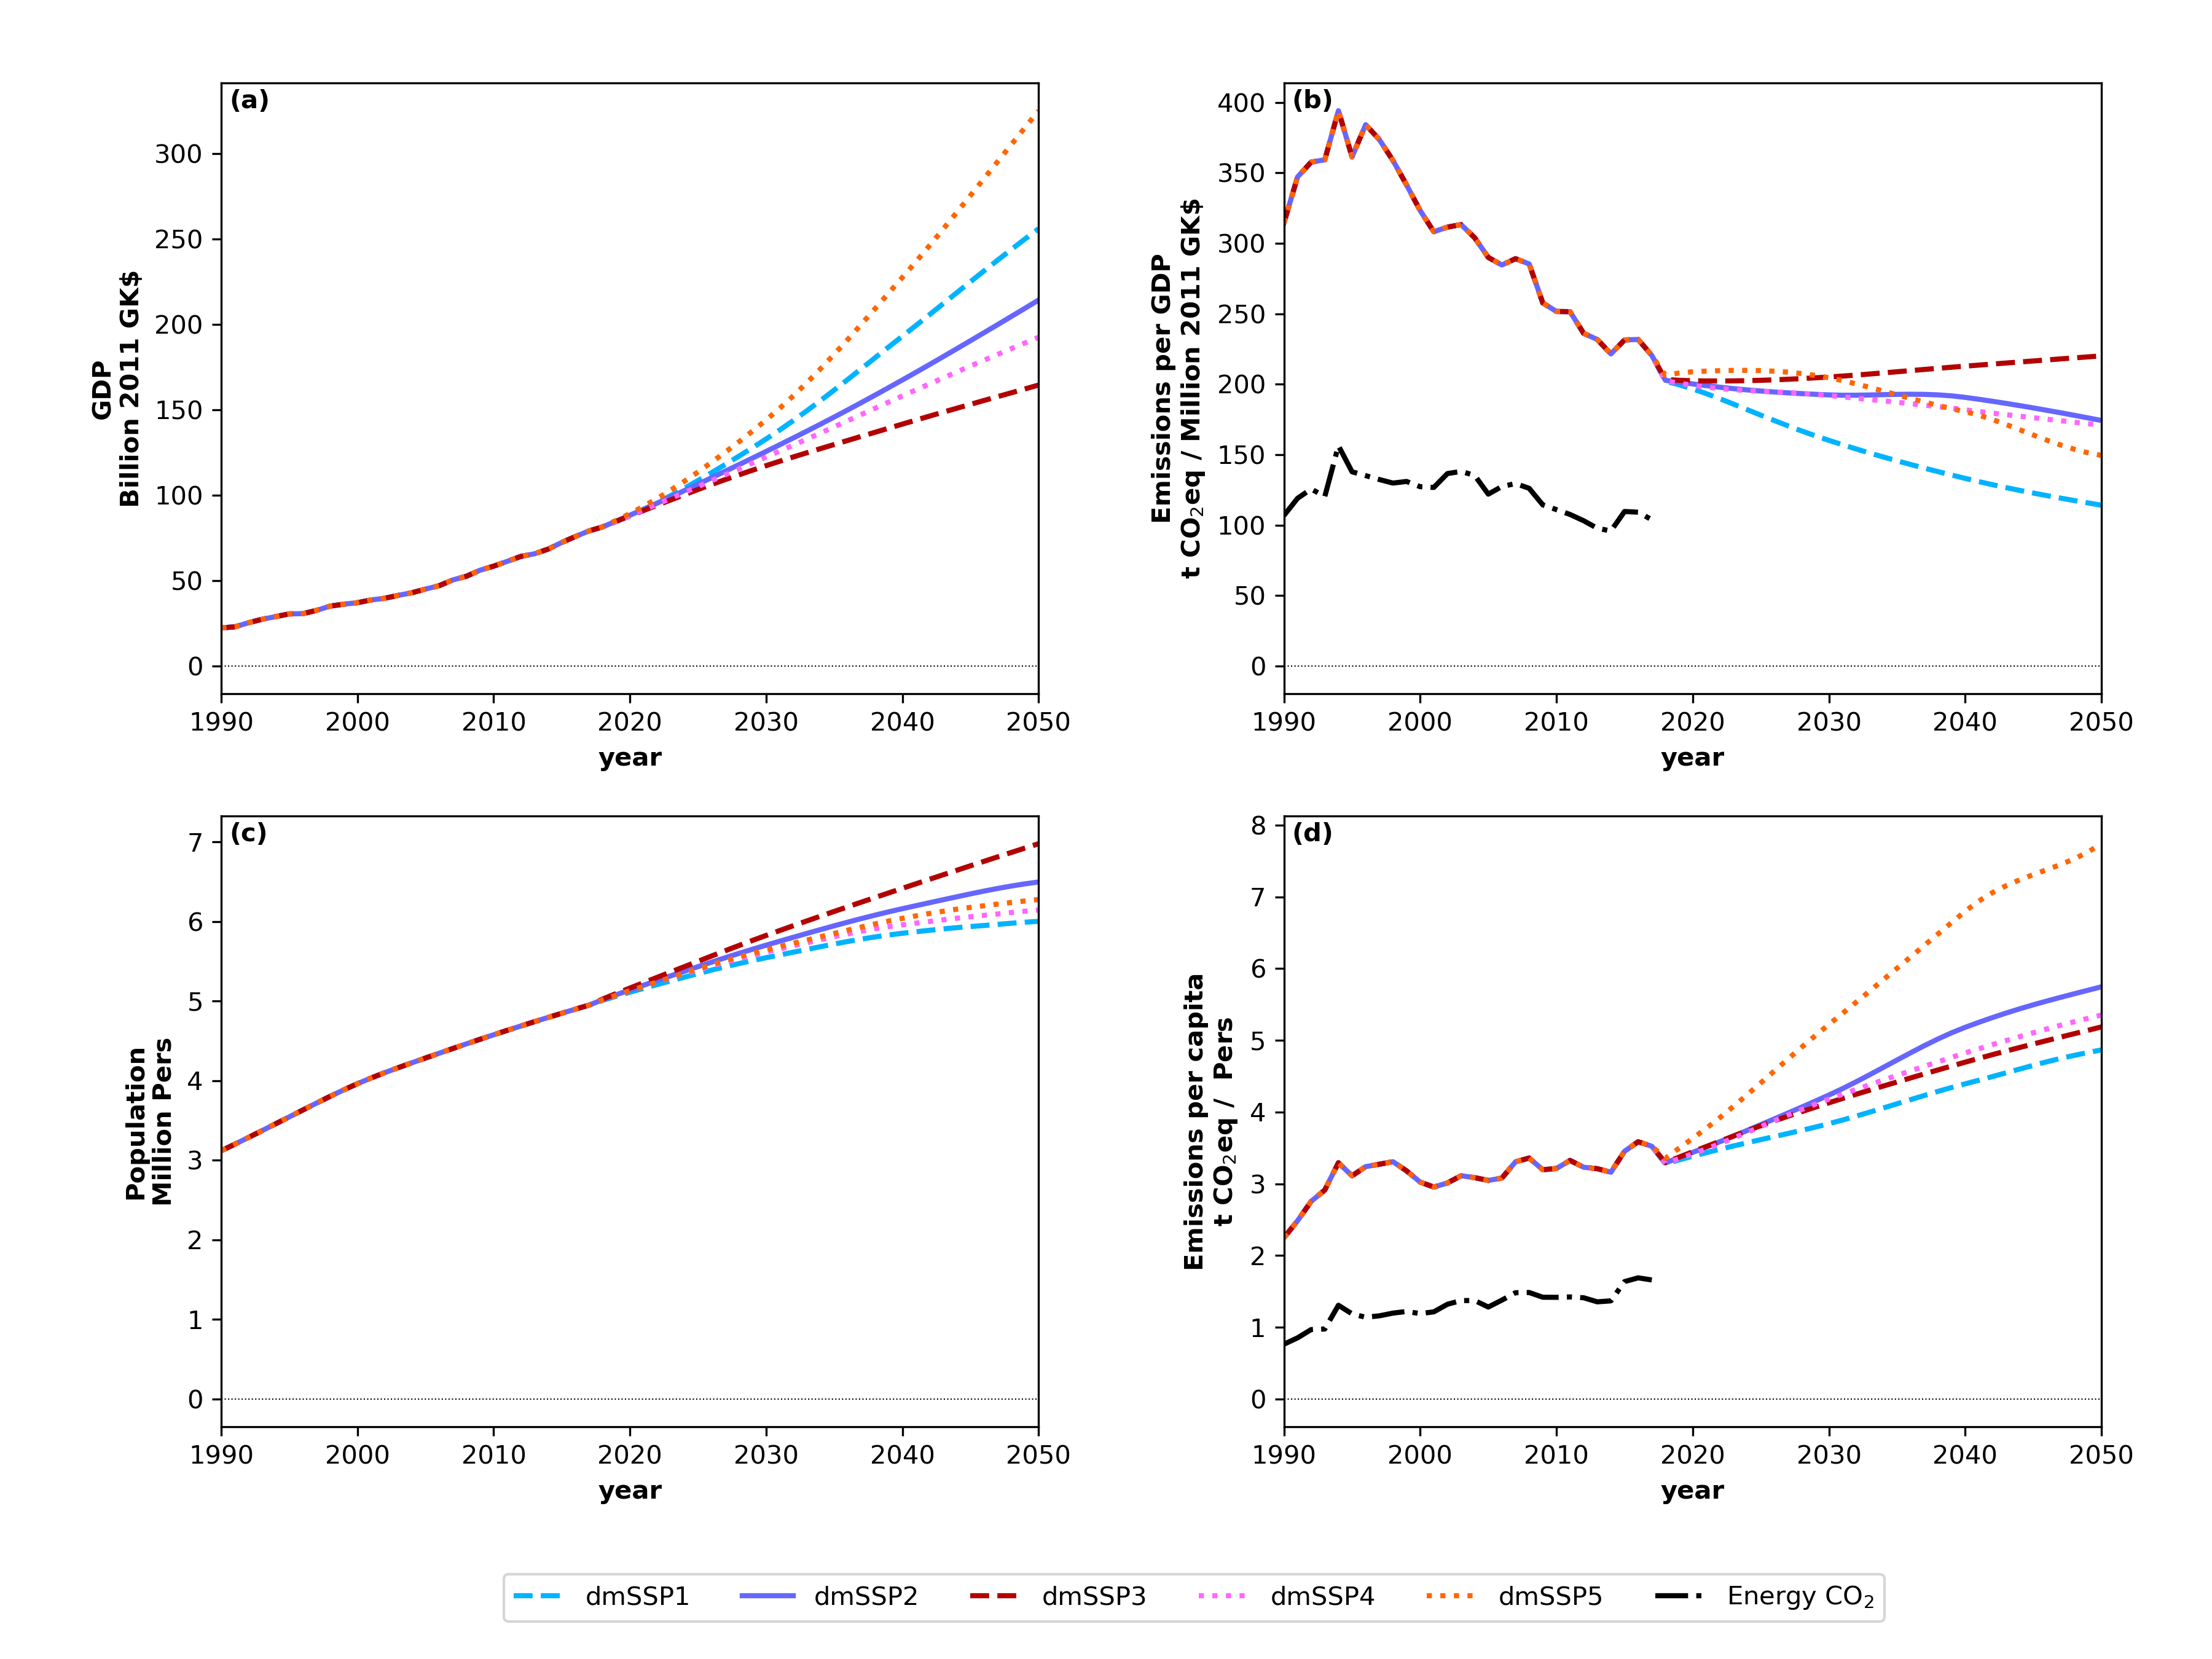 (a)
GDP
Billion 2011 GK$
300
250
200
150
100
50
0
1990 2000 2010 2020 2030 2040 2050
year
(b)
Emissions per GDP
t CO₂eq / Million 2011 GK$
400
350
300
250
200
150
100
50
0
1990 2000 2010 2020 2030 2040 2050
year
(c)
Population
Million Pers
7
6
5
4
3
2
1
0
1990 2000 2010 2020 2030 2040 2050
year
(d)
Emissions per capita
t CO₂eq / Pers
8
7
6
5
4
3
2
1
0
1990 2000 2010 2020 2030 2040 2050
year
dmSSP1 dmSSP2 dmSSP3 dmSSP4 dmSSP5 Energy CO₂